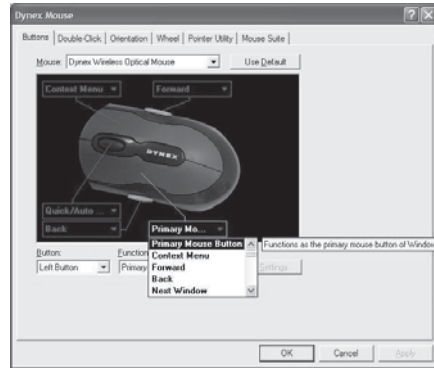 Dynex Mouse
Buttons Double-Click Orientation Wheel Pointer Utility Mouse Suite
Mouse: Dynex Wireless Optical Mouse Use Default
Context Menu Forward
DYNEX
Quick/Auto ...
Back Primary Mo...
Primary Mouse Button Functions as the primary mouse button of Window
Button: Function
Context Menu
Left Button Primary Forward Settings
Back
Next Window
OK Cancel Apply